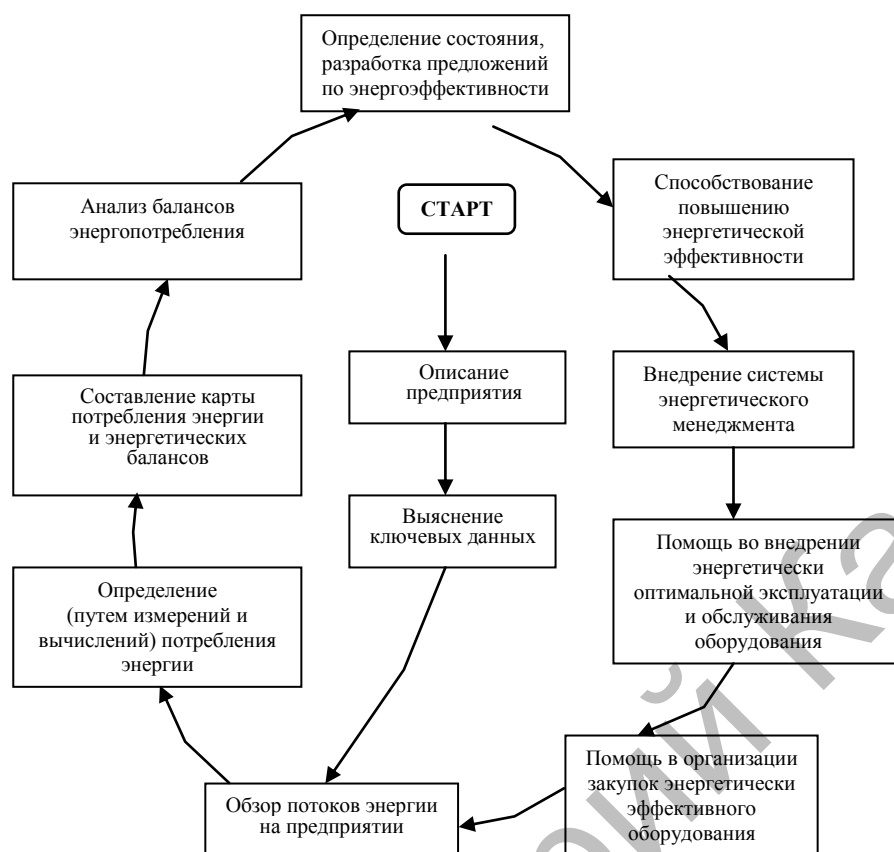 Определение состояния,
разработка предложений
по энергоэффективности
Анализ балансов
энергопотребления
СТАРТ
Способствование
повышению
энергетической
эффективности
Составление карты
потребления энергии
и энергетических
балансов
Описание
предприятия
Внедрение системы
энергетического
менеджмента
Выяснение
ключевых данных
Помощь во внедрении
энергетически
оптимальной эксплуатации
и обслуживания
оборудования
Определение
(путем измерений и
вычислений) потребления
энергии
Обзор потоков энергии
на предприятии
Помощь в организации
закупок энергетически
эффективного
оборудования